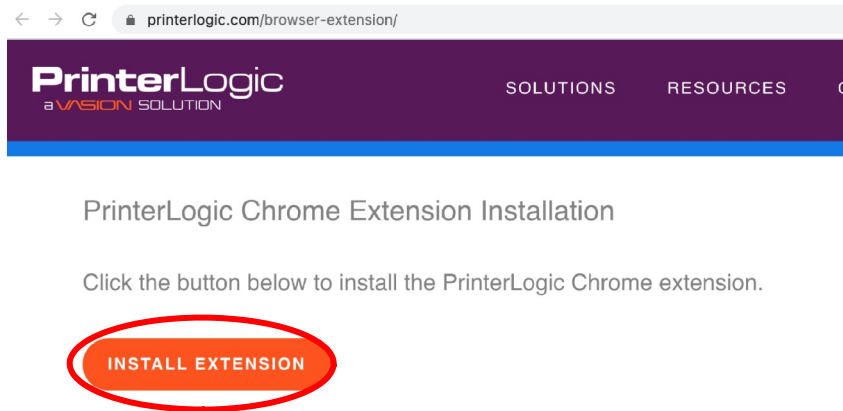 printerlogic.com/browser-extension/
PrinterLogic
a VASION SOLUTION
SOLUTIONS RESOURCES
PrinterLogic Chrome Extension Installation
Click the button below to install the PrinterLogic Chrome extension.
INSTALL EXTENSION